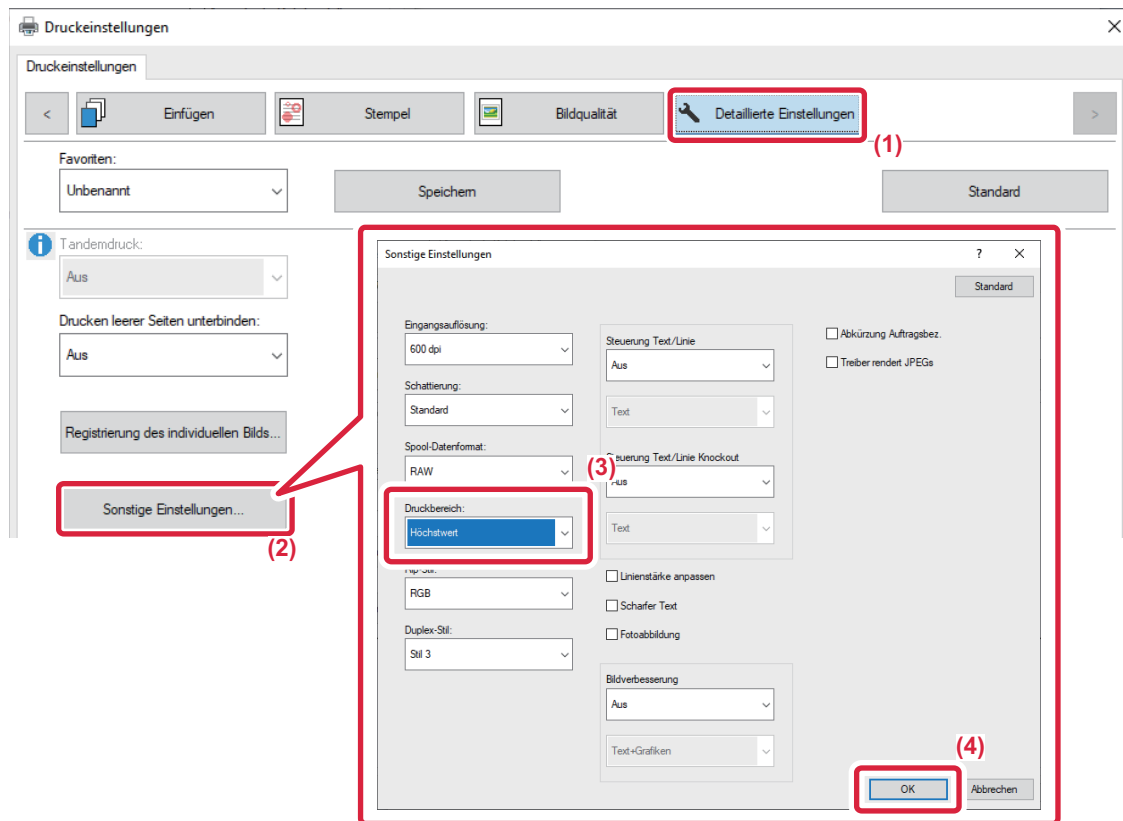 Druckeinstellungen
Druckeinstellungen
<
Einfügen
Stempel
Bildqualität
Detaillierte Einstellungen
>
(1)
Favoriten:
Unbenannt
Speichern
Standard
Tandemdruck:
Aus
Drucken leerer Seiten unterbinden:
Aus
Registrierung des individuellen Bilds...
Sonstige Einstellungen...
(2)
Sonstige Einstellungen
?
Standard
Eingangsauflösung:
600 dpi
Schattierung:
Standard
Spool-Datenformat:
RAW
(3)
Druckbereich:
Höchstwert
Rip-Stil:
RGB
Duplex-Stil:
Stil 3
Steuerung Text/Linie
Aus
Text
Steuerung Text/Linie Knockout
Aus
Text
Linienstärke anpassen
Scharfer Text
Fotoabbildung
Bildverbesserung
Aus
Text+Grafiken
Abkürzung Auftragsbez.
Treiber rendert JPEGs
(4)
OK
Abbrechen